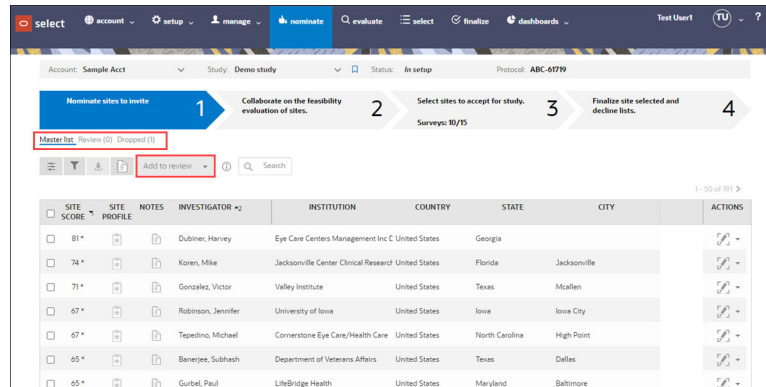 select account setup manage nominate evaluate select finalize dashboards Test User1 TU ?
Account: Sample Acct Study: Demo study Status: In setup Protocol: ABC-61719
Nominate sites to invite 1 Collaborate on the feasibility evaluation of sites. 2 Select sites to accept for study. Surveys: 10/15 3 Finalize site selected and decline lists. 4
Master list Review (0) Dropped (1)
Add to review Search
1 - 50 of 191
SITE SCORE SITE PROFILE NOTES INVESTIGATOR 2 INSTITUTION COUNTRY STATE CITY ACTIONS
81* Dubiner, Harvey Eye Care Centers Management Inc D United States Georgia
74* Koren, Mike Jacksonville Center Clinical Research United States Florida Jacksonville
71* Gonzalez, Victor Valley Institute United States Texas Mcallen
67* Robinson, Jennifer University of Iowa United States Iowa Iowa City
67* Tepedino, Michael Cornerstone Eye Care/Health Care United States North Carolina High Point
65* Banerjee, Subhash Department of Veterans Affairs United States Texas Dallas
65* Gurbel, Paul LifeBridge Health United States Maryland Baltimore